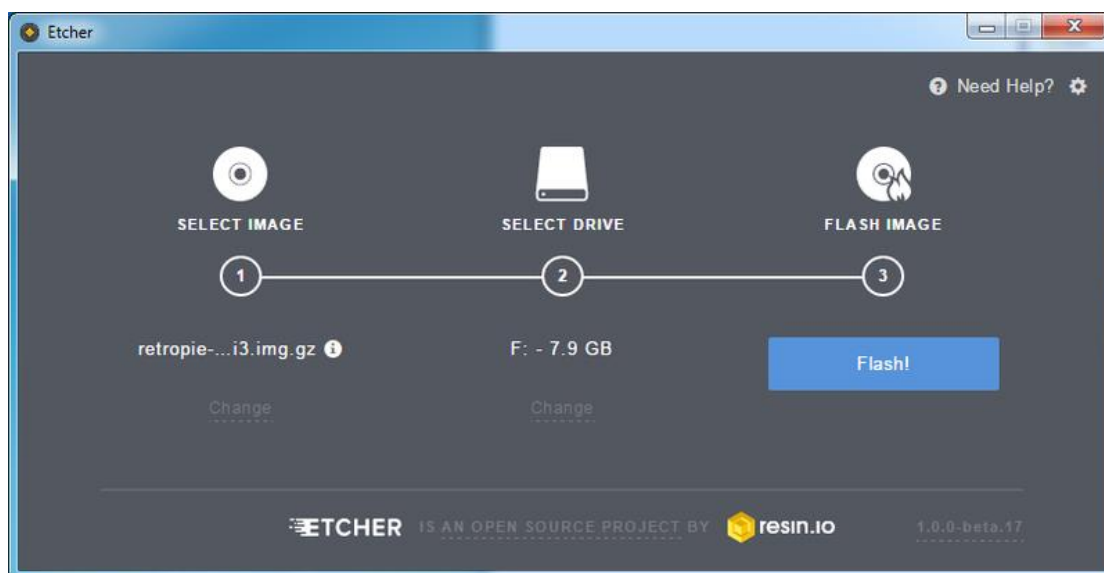 Etcher
Need Help?
SELECT IMAGE
SELECT DRIVE
FLASH IMAGE
1
2
3
retropie-...i3.img.gz
F: - 7.9 GB
Flash!
Change
Change
ETCHER IS AN OPEN SOURCE PROJECT BY resin.io 1.0.0-beta.17